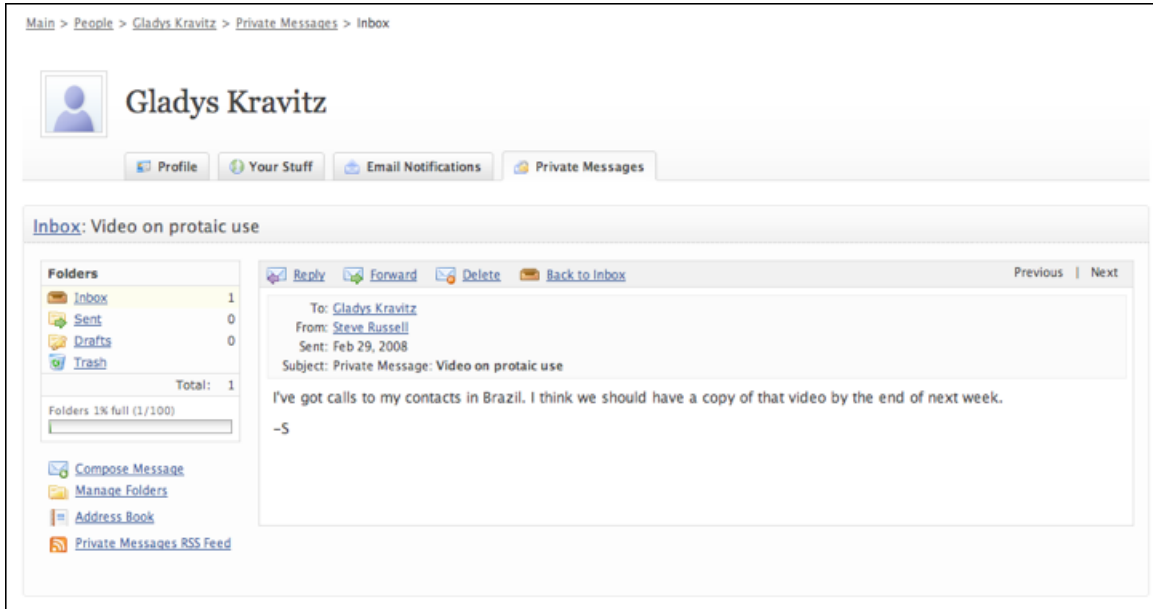 Main > People > Gladys Kravitz > Private Messages > Inbox
Gladys Kravitz
Profile Your Stuff Email Notifications Private Messages
Inbox: Video on protaic use
Folders
Inbox 1
Sent 0
Drafts 0
Trash
Total: 1
Folders 1% full (1/100)
Compose Message
Manage Folders
Address Book
Private Messages RSS Feed
Reply Forward Delete Back to Inbox Previous | Next
To: Gladys Kravitz
From: Steve Russell
Sent: Feb 29, 2008
Subject: Private Message: Video on protaic use
I've got calls to my contacts in Brazil. I think we should have a copy of that video by the end of next week.
–S